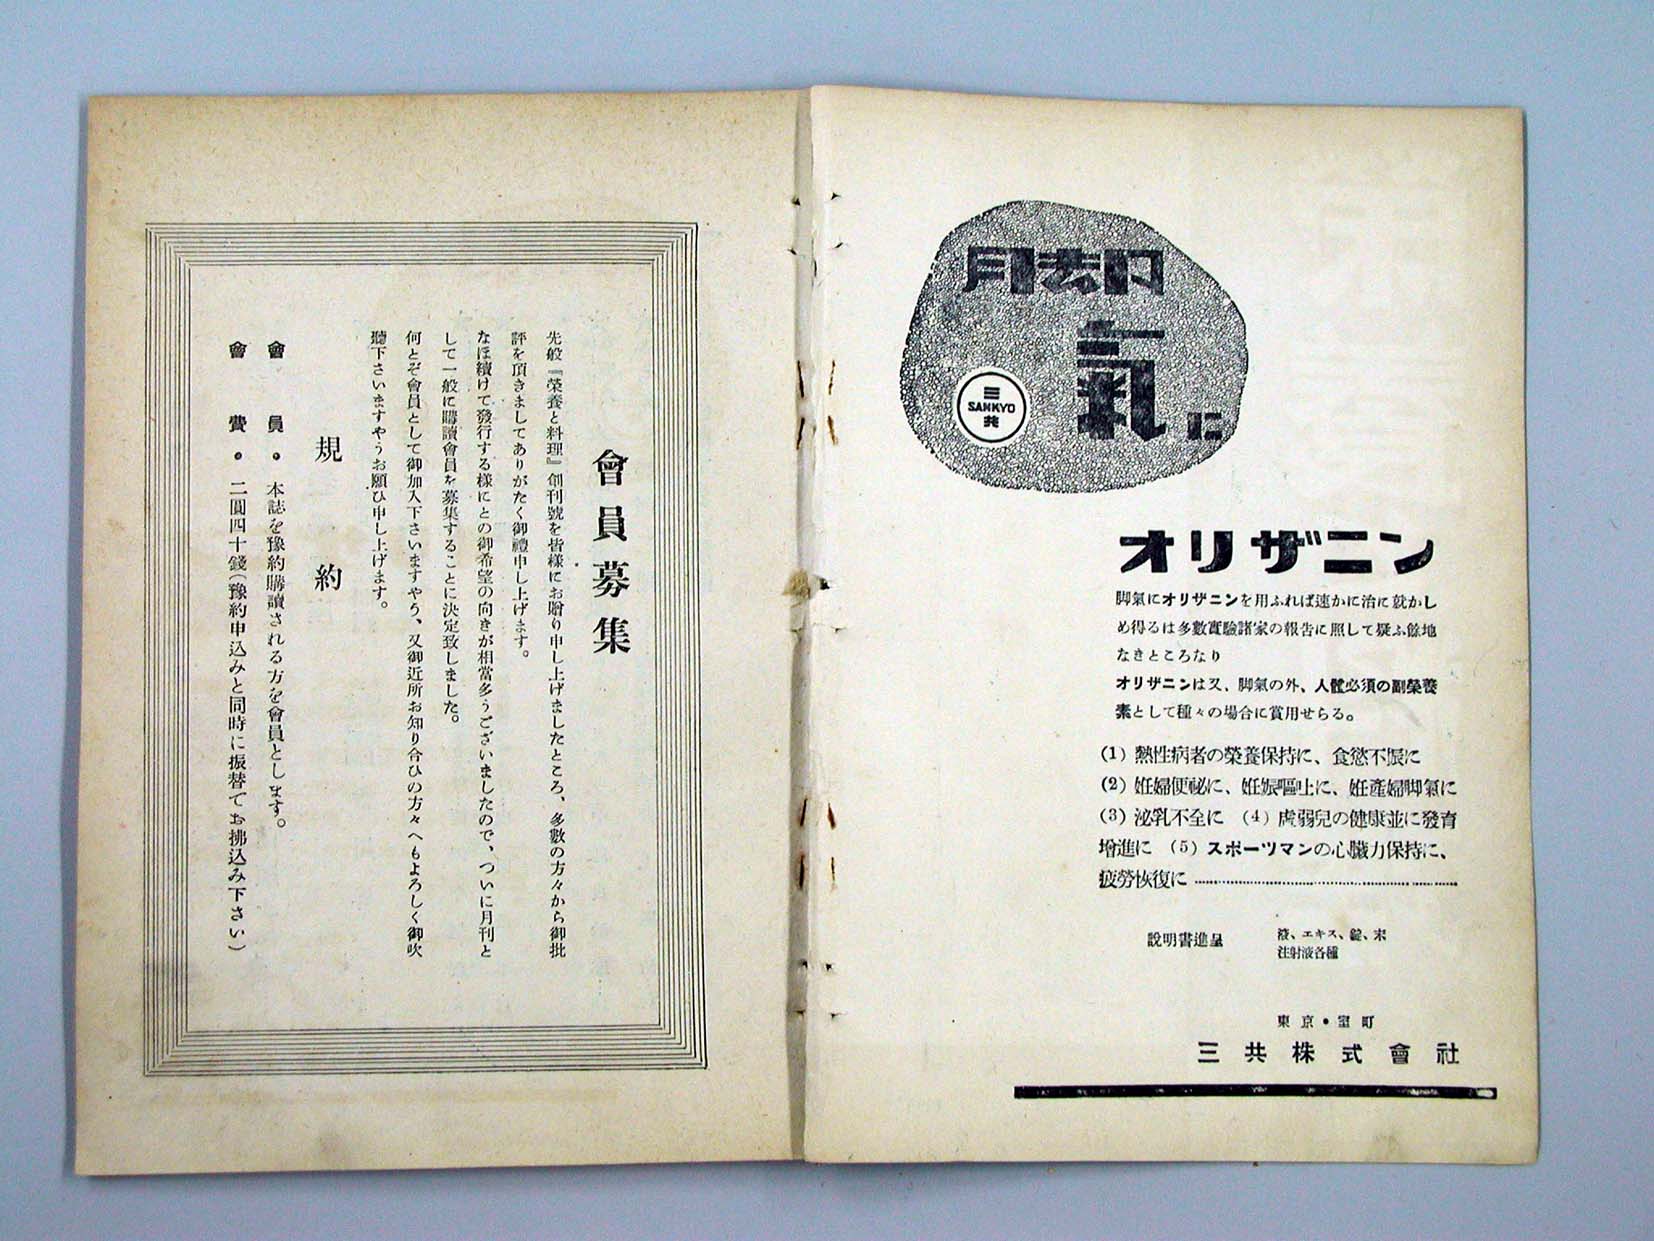 會員募集
先般『榮養と料理』創刊號を皆樣にお贈り申し上げましたところ、多數の方々から御批
評を頂きましてありがたく御禮申し上げます。
なほ續けて發行する樣にとの御希望の向きが相當多うございましたので、ついに月刊と
して一般に購讀會員を募集することに決定致しました。
何とぞ會員として御加入下さいますやう、又御近所お知り合ひの方々へもよろしく御吹
聽下さいますやうお願ひ申し上げます。
規約
會員・本誌を豫約購讀される方を會員とします。
會費・二圓四十錢(豫約申込みと同時に振替でお拂込み下さい)
脚
氣に
三
SANKYO
共
オリザニン
脚氣にオリザニンを用ふれば速かに治に就かし
め得るは多數實驗諸家の報告に照して疑ふ餘地
なきところなり
オリザニンは又、脚氣の外、人體必須の副榮養
素として種々の場合に賞用せらる。
(1) 熱性病者の榮養保持に、食慾不振に
(2) 妊婦便祕に、妊娠嘔吐に、妊產婦脚氣に
(3) 泌乳不全に (4) 虛弱兒の健康並に發育
增進に (5) スポーツマンの心臟力保持に、
疲勞恢復に……………………………………
說明書進呈
液、エキス、錠、末
注射液各種
東京・室町
三共株式會社